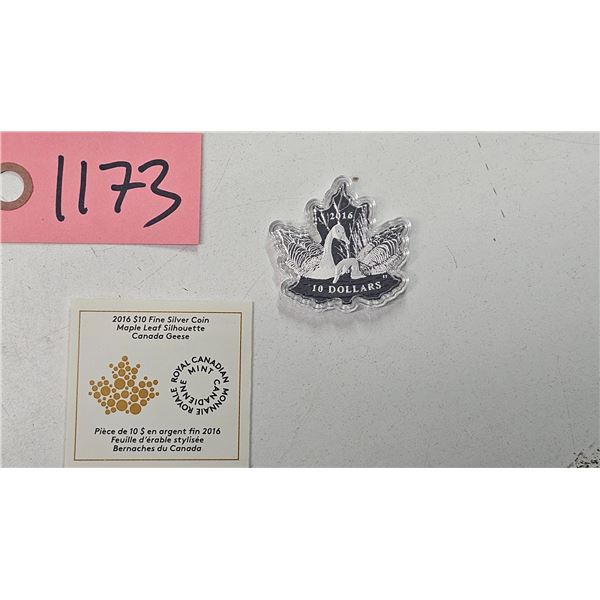 1173
2016
10 DOLLARS
2016 $10 Fine Silver Coin
Maple Leaf Silhouette
Canada Geese
ROYAL CANADIAN MINT
MONNAIE ROYALE CANADIENNE
Pièce de 10 $ en argent fin 2016
Feuille d'érable stylisée
Bernaches du Canada